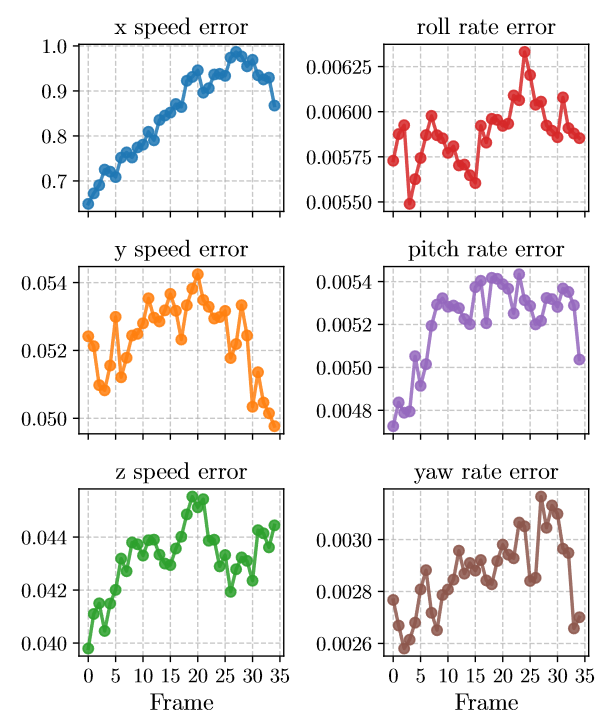 x speed error
1.0
0.9
0.8
0.7
roll rate error
0.00625
0.00600
0.00575
0.00550
y speed error
0.054
0.052
0.050
pitch rate error
0.0054
0.0052
0.0050
0.0048
z speed error
0.044
0.042
0.040
0 5 10 15 20 25 30 35
Frame
yaw rate error
0.0030
0.0028
0.0026
0 5 10 15 20 25 30 35
Frame